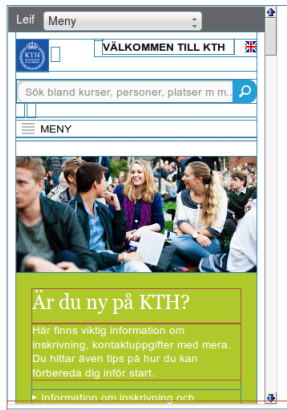 Leif Meny
KTH
VÄLKOMMEN TILL KTH
Sök bland kurser, personer, platser m m..
MENY
Är du ny på KTH?
Här finns viktig information om
inskrivning, kontaktuppgifter med mera.
Du hittar även tips på hur du kan
förbereda dig inför start.
Information om inskrivning och